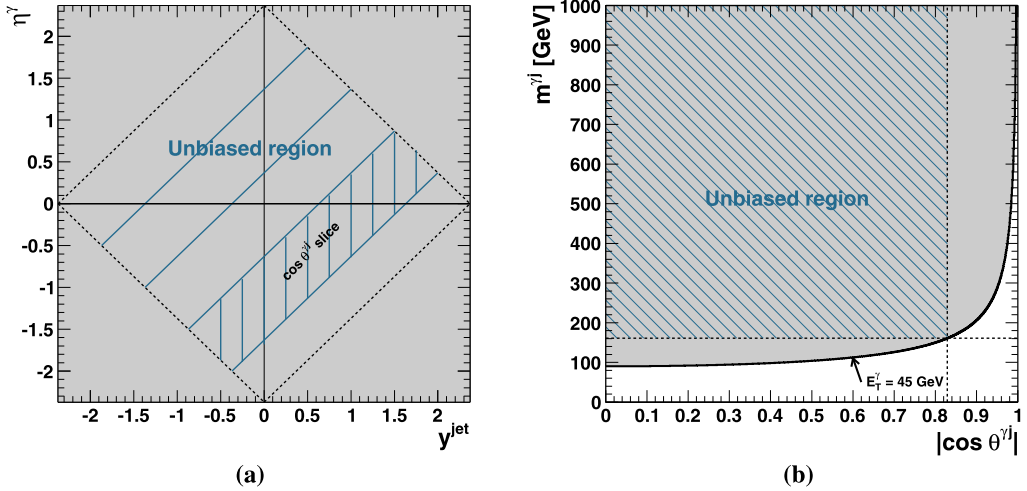 η^γ
2
1.5
1
0.5
0
-0.5
-1
-1.5
-2
Unbiased region
cos θ^γj slice
-2 -1.5 -1 -0.5 0 0.5 1 1.5 2
y^jet
(a)
m^γj [GeV]
1000
900
800
700
600
500
400
300
200
100
0
Unbiased region
E_T^γ = 45 GeV
0 0.1 0.2 0.3 0.4 0.5 0.6 0.7 0.8 0.9 1
|cos θ^γj|
(b)